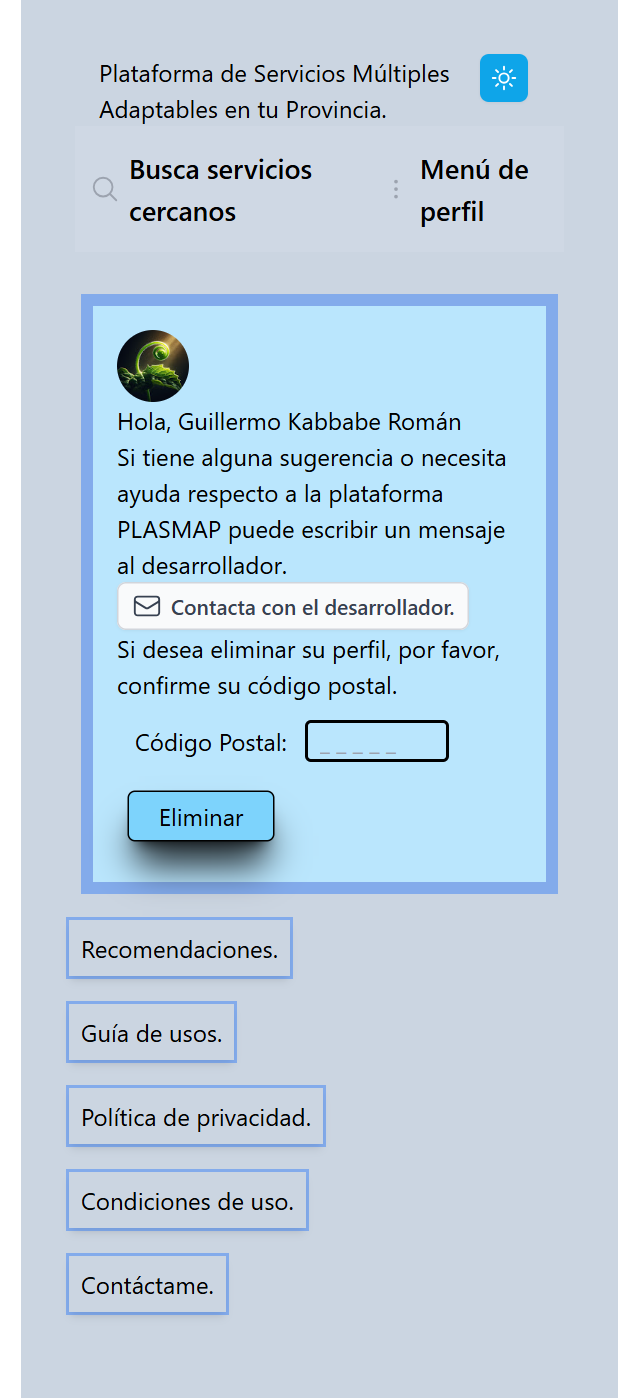 Plataforma de Servicios Múltiples
Adaptables en tu Provincia.
Busca servicios
cercanos
Menú de
perfil
Hola, Guillermo Kabbabe Román
Si tiene alguna sugerencia o necesita
ayuda respecto a la plataforma
PLASMAP puede escribir un mensaje
al desarrollador.
Contacta con el desarrollador.
Si desea eliminar su perfil, por favor,
confirme su código postal.
Código Postal: _ _ _ _ _
Eliminar
Recomendaciones.
Guía de usos.
Política de privacidad.
Condiciones de uso.
Contáctame.